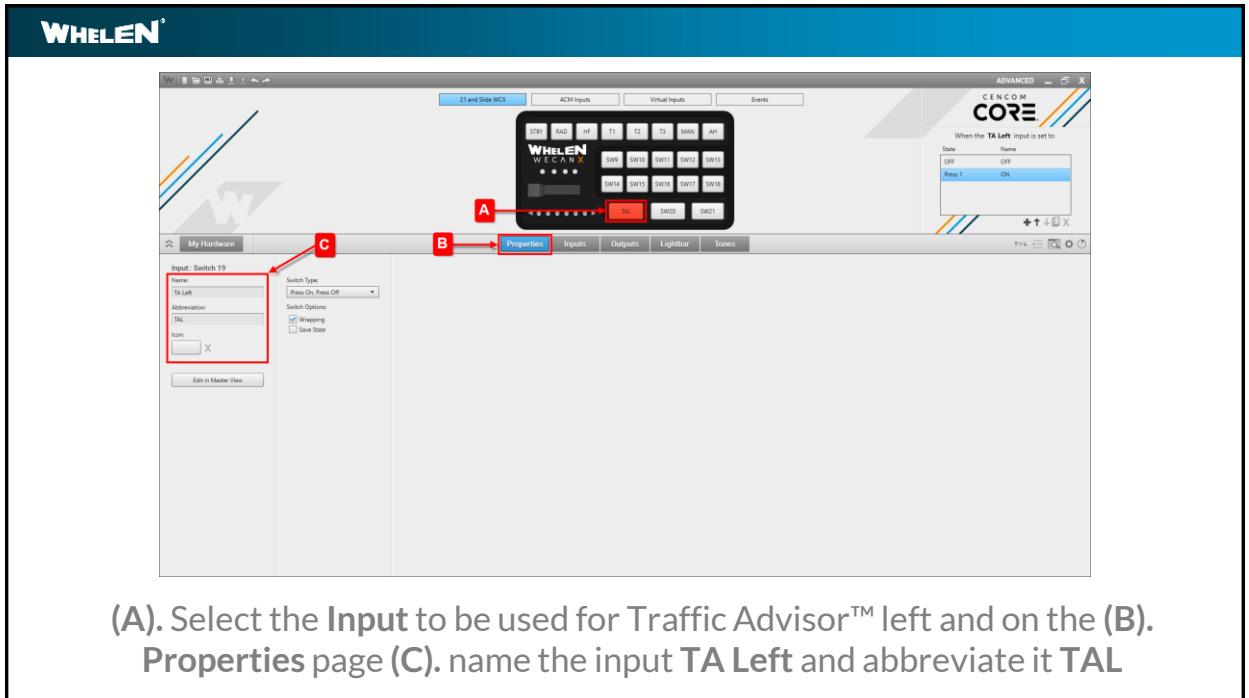 WHELEN®
ADVANCED
21 and Slide WCX
ACM Inputs
Virtual Inputs
Events
CENCOM
CORE
When the TA Left input is set to
State Name
OFF OFF
Press 1 ON
STBY RAD HF T1 T2 T3 MAN AH
WHELEN
WECANX
SW9 SW10 SW11 SW12 SW13
SW14 SW15 SW16 SW17 SW18
A
TAL SW20 SW21
My Hardware
C
B
Properties Inputs Outputs Lightbar Tones
Input: Switch 19
Name:
TA Left
Abbreviation:
TAL
Icon:
X
Edit in Master View
Switch Type:
Press On, Press Off
Switch Options:
Wrapping
Save State
(A). Select the Input to be used for Traffic Advisor™ left and on the (B).
Properties page (C). name the input TA Left and abbreviate it TAL